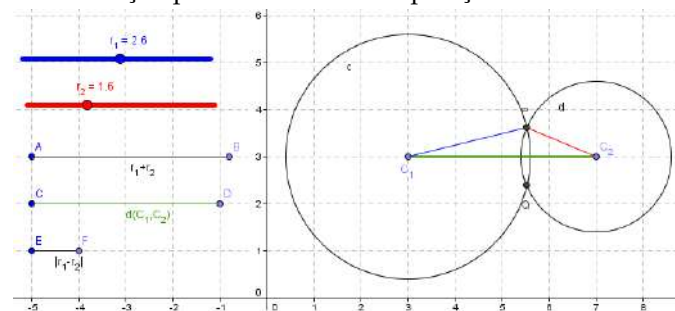 r₁ = 2.6
r₂ = 1.6
A B
r₁+r₂
C D
d(C₁,C₂)
E F
|r₁-r₂|
-5 -4 -3 -2 -1
6
5
4
3
2
1
0
c
d
C₁
C₂
Q
0 1 2 3 4 5 6 7 8